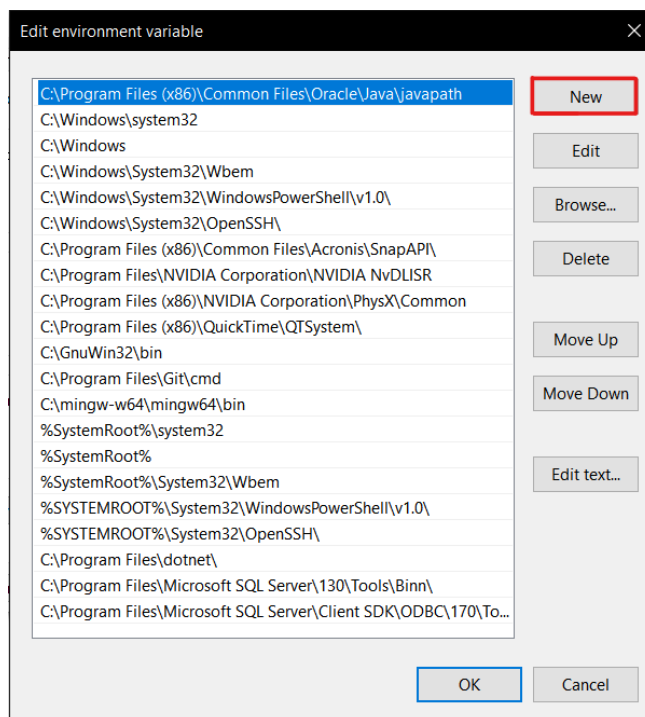 Edit environment variable
C:\Program Files (x86)\Common Files\Oracle\Java\javapath
C:\Windows\system32
C:\Windows
C:\Windows\System32\Wbem
C:\Windows\System32\WindowsPowerShell\v1.0\
C:\Windows\System32\OpenSSH\
C:\Program Files (x86)\Common Files\Acronis\SnapAPI\
C:\Program Files\NVIDIA Corporation\NVIDIA NvDLISR
C:\Program Files (x86)\NVIDIA Corporation\PhysX\Common
C:\Program Files (x86)\QuickTime\QTSystem\
C:\GnuWin32\bin
C:\Program Files\Git\cmd
C:\mingw-w64\mingw64\bin
%SystemRoot%\system32
%SystemRoot%
%SystemRoot%\System32\Wbem
%SYSTEMROOT%\System32\WindowsPowerShell\v1.0\
%SYSTEMROOT%\System32\OpenSSH\
C:\Program Files\dotnet\
C:\Program Files\Microsoft SQL Server\130\Tools\Binn\
C:\Program Files\Microsoft SQL Server\Client SDK\ODBC\170\To...
New
Edit
Browse...
Delete
Move Up
Move Down
Edit text...
OK
Cancel